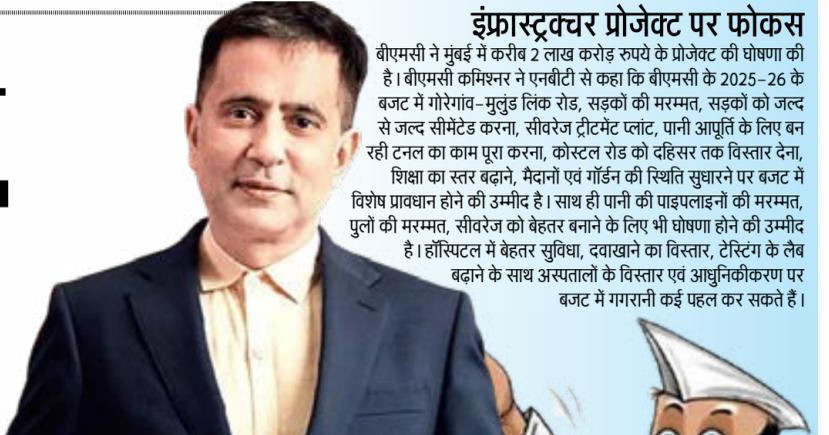 इंफ्रास्ट्रक्चर प्रोजेक्ट पर फोकस
बीएमसी ने मुंबई में करीब 2 लाख करोड़ रुपये के प्रोजेक्ट की घोषणा की
है। बीएमसी कमिश्नर ने एनबीटी से कहा कि बीएमसी के 2025-26 के
बजट में गोरेगांव-मुलुंड लिंक रोड, सड़कों की मरम्मत, सड़कों को जल्द
से जल्द सीमेंटेड करना, सीवरेज ट्रीटमेंट प्लांट, पानी आपूर्ति के लिए बन
रही टनल का काम पूरा करना, कोस्टल रोड को दहिसर तक विस्तार देना,
शिक्षा का स्तर बढ़ाने, मैदानों एवं गॉर्डन की स्थिति सुधारने पर बजट में
विशेष प्रावधान होने की उम्मीद है। साथ ही पानी की पाइपलाइनों की मरम्मत,
पुलों की मरम्मत, सीवरेज को बेहतर बनाने के लिए भी घोषणा होने की उम्मीद
है। हॉस्पिटल में बेहतर सुविधा, दवाखाने का विस्तार, टेस्टिंग के लैब
बढ़ाने के साथ अस्पतालों के विस्तार एवं आधुनिकीकरण पर
बजट में गगरानी कई पहल कर सकते हैं।